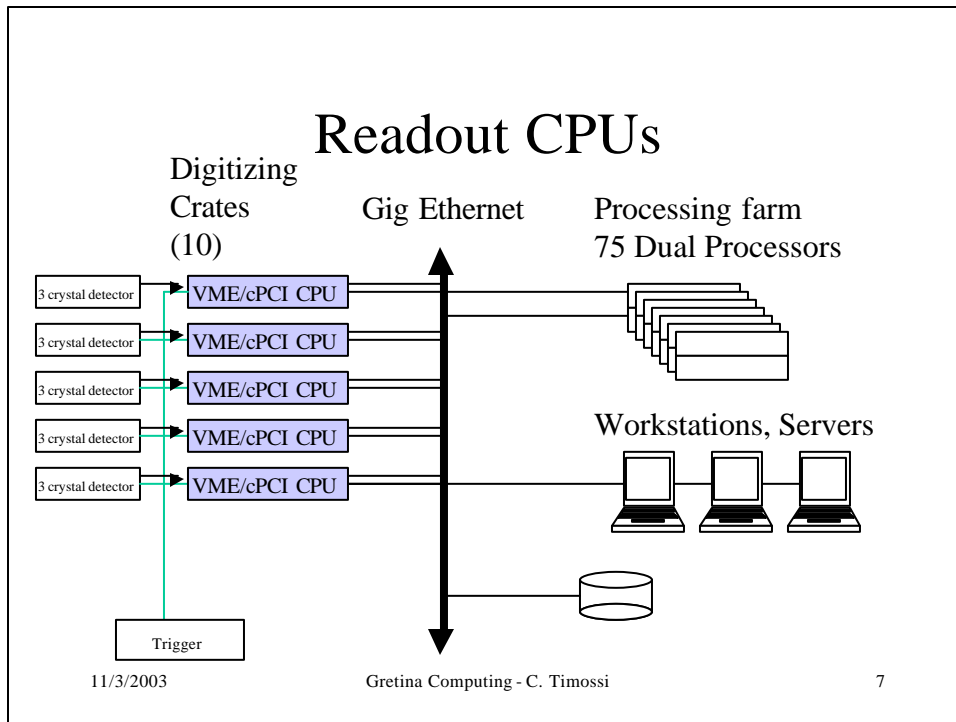 Readout CPUs
Digitizing
Crates
(10)
Gig Ethernet
Processing farm
75 Dual Processors
3 crystal detector
VME/cPCI CPU
3 crystal detector
VME/cPCI CPU
3 crystal detector
VME/cPCI CPU
3 crystal detector
VME/cPCI CPU
3 crystal detector
VME/cPCI CPU
Workstations, Servers
Trigger
11/3/2003
Gretina Computing - C. Timossi
7